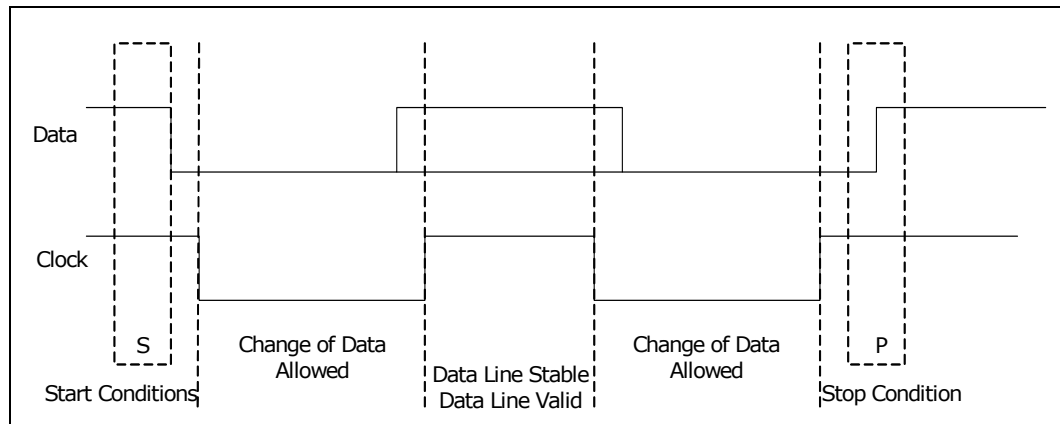 Data
Clock
S
Change of Data
Allowed
Data Line Stable
Data Line Valid
Change of Data
Allowed
P
Start Conditions
Stop Condition